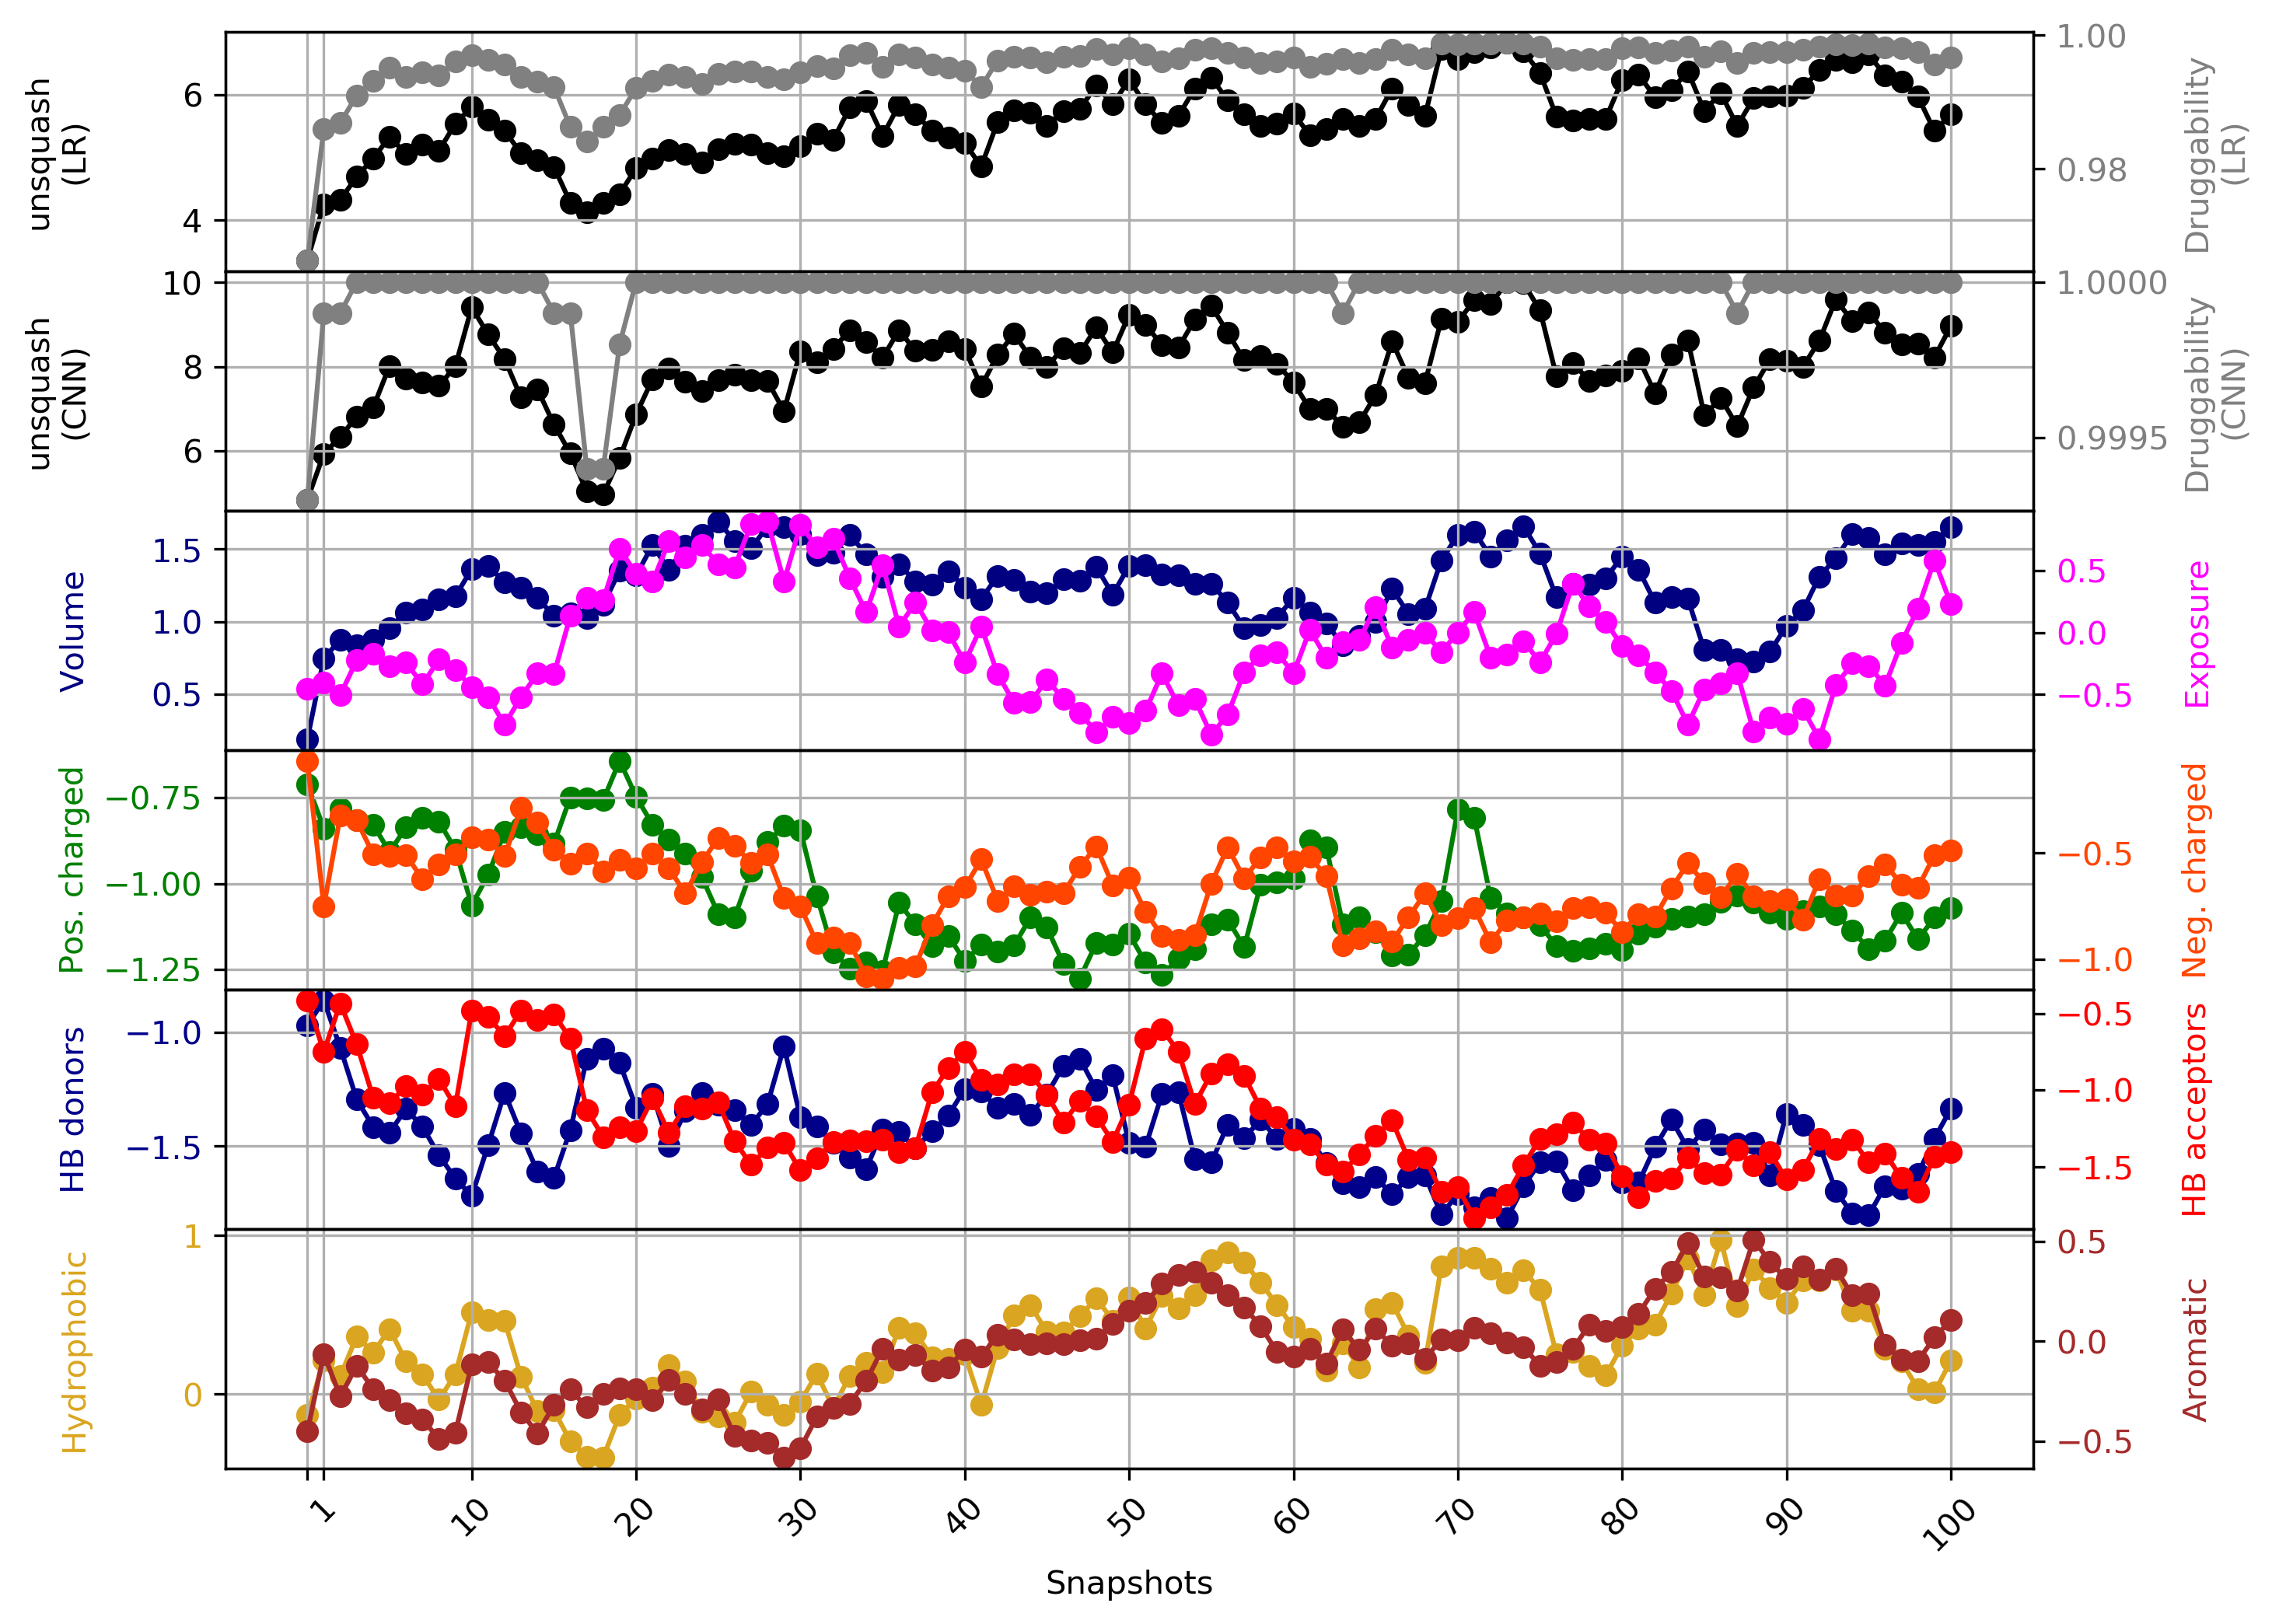 unsquash
(LR)
6
4
1.00
0.98
Druggability
(LR)
unsquash
(CNN)
10
8
6
1.0000
0.9995
Druggability
(CNN)
Volume
1.5
1.0
0.5
0.5
0.0
−0.5
Exposure
Pos. charged
−0.75
−1.00
−1.25
−0.5
−1.0
Neg. charged
HB donors
−1.0
−1.5
−0.5
−1.0
−1.5
HB acceptors
Hydrophobic
1
0
0.5
0.0
−0.5
Aromatic
1 10 20 30 40 50 60 70 80 90 100
Snapshots